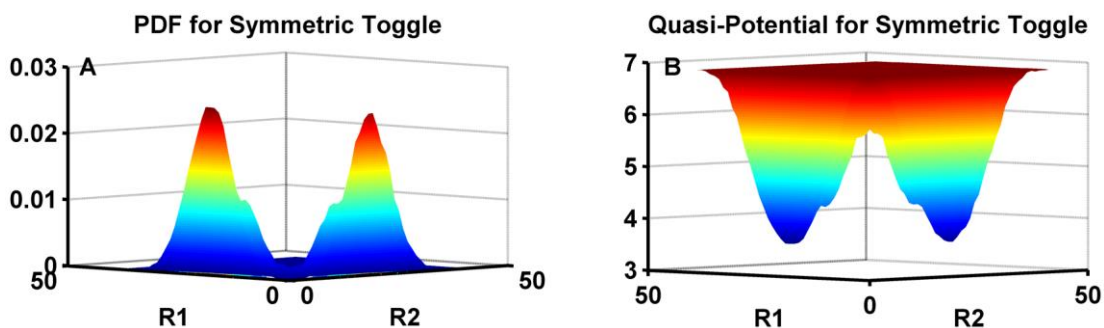 PDF for Symmetric Toggle
A
0.03
0.02
0.01
0
50
0
0
50
R1
R2
Quasi-Potential for Symmetric Toggle
B
7
6
5
4
3
50
0
50
R1
R2